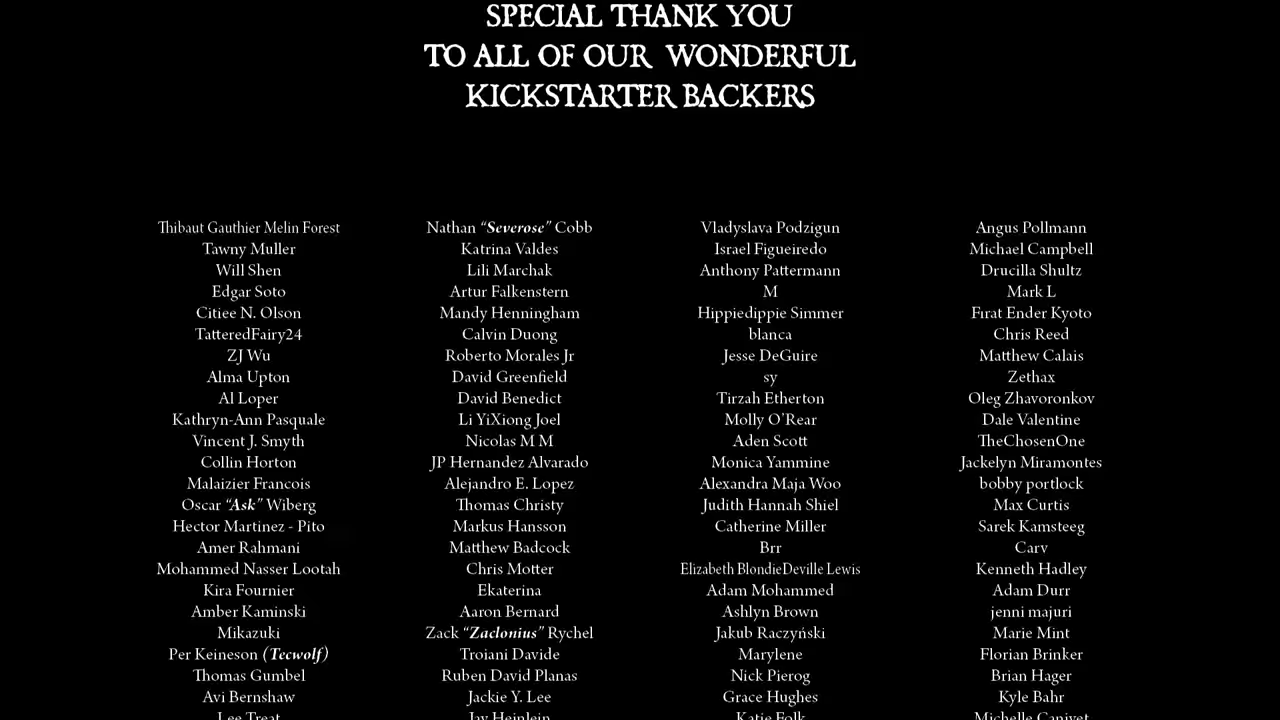 SPECIAL THANK YOU
TO ALL OF OUR WONDERFUL
KICKSTARTER BACKERS
Thibaut Gauthier Melin Forest
Tawny Muller
Will Shen
Edgar Soto
Citiee N. Olson
TatteredFairy24
ZJ Wu
Alma Upton
Al Loper
Kathryn-Ann Pasquale
Vincent J. Smyth
Collin Horton
Malaizier Francois
Oscar “Ask” Wiberg
Hector Martinez - Pito
Amer Rahmani
Mohammed Nasser Lootah
Kira Fournier
Amber Kaminski
Mikazuki
Per Keineson (Tecwolf)
Thomas Gumbel
Avi Bernshaw
Lee Treat
Nathan “Severose” Cobb
Katrina Valdes
Lili Marchak
Artur Falkenstern
Mandy Henningham
Calvin Duong
Roberto Morales Jr
David Greenfield
David Benedict
Li YiXiong Joel
Nicolas M M
JP Hernandez Alvarado
Alejandro E. Lopez
Thomas Christy
Markus Hansson
Matthew Badcock
Chris Motter
Ekaterina
Aaron Bernard
Zack “Zaclonius” Rychel
Troiani Davide
Ruben David Planas
Jackie Y. Lee
Jay Heinlein
Vladyslava Podzigun
Israel Figueiredo
Anthony Pattermann
M
Hippiedippie Simmer
blanca
Jesse DeGuire
sy
Tirzah Etherton
Molly O'Rear
Aden Scott
Monica Yammine
Alexandra Maja Woo
Judith Hannah Shiel
Catherine Miller
Brr
Elizabeth BlondieDeville Lewis
Adam Mohammed
Ashlyn Brown
Jakub Raczyński
Marylene
Nick Pierog
Grace Hughes
Katie Folk
Angus Pollmann
Michael Campbell
Drucilla Shultz
Mark L
Fırat Ender Kyoto
Chris Reed
Matthew Calais
Zethax
Oleg Zhavoronkov
Dale Valentine
TheChosenOne
Jackelyn Miramontes
bobby portlock
Max Curtis
Sarek Kamsteeg
Carv
Kenneth Hadley
Adam Durr
jenni majuri
Marie Mint
Florian Brinker
Brian Hager
Kyle Bahr
Michelle Canivet